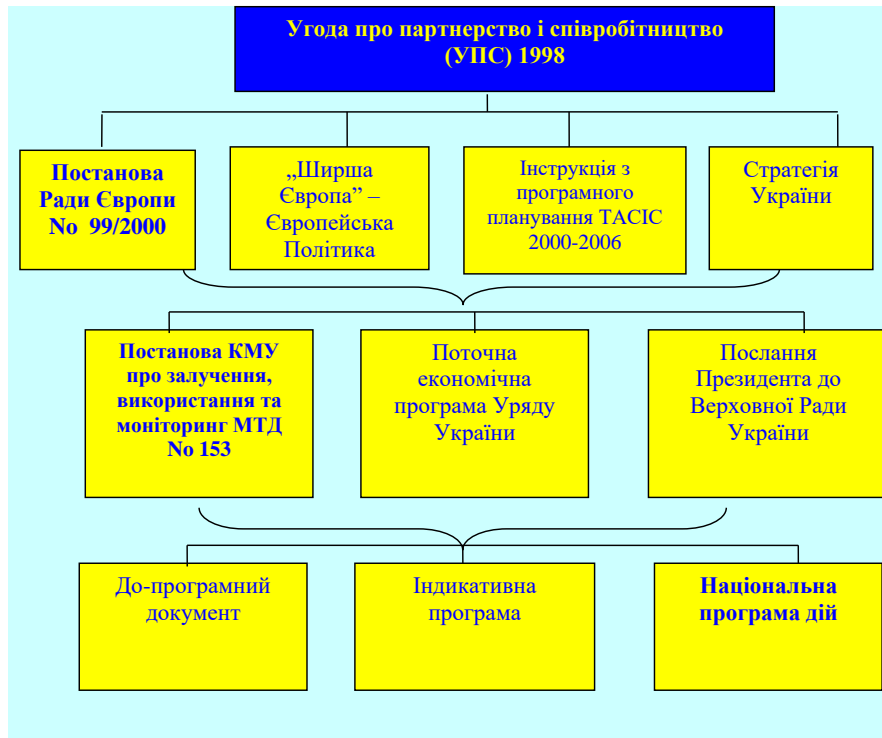 Угода про партнерство і співробітництво
(УПС) 1998
Постанова
Ради Європи
No 99/2000
„Ширша
Європа” –
Європейська
Політика
Інструкція з
програмного
планування ТАСІС
2000-2006
Стратегія
України
Постанова КМУ
про залучення,
використання та
моніторинг МТД
No 153
Поточна
економічна
програма Уряду
України
Послання
Президента до
Верховної Ради
України
До-програмний
документ
Індикативна
програма
Національна
програма дій